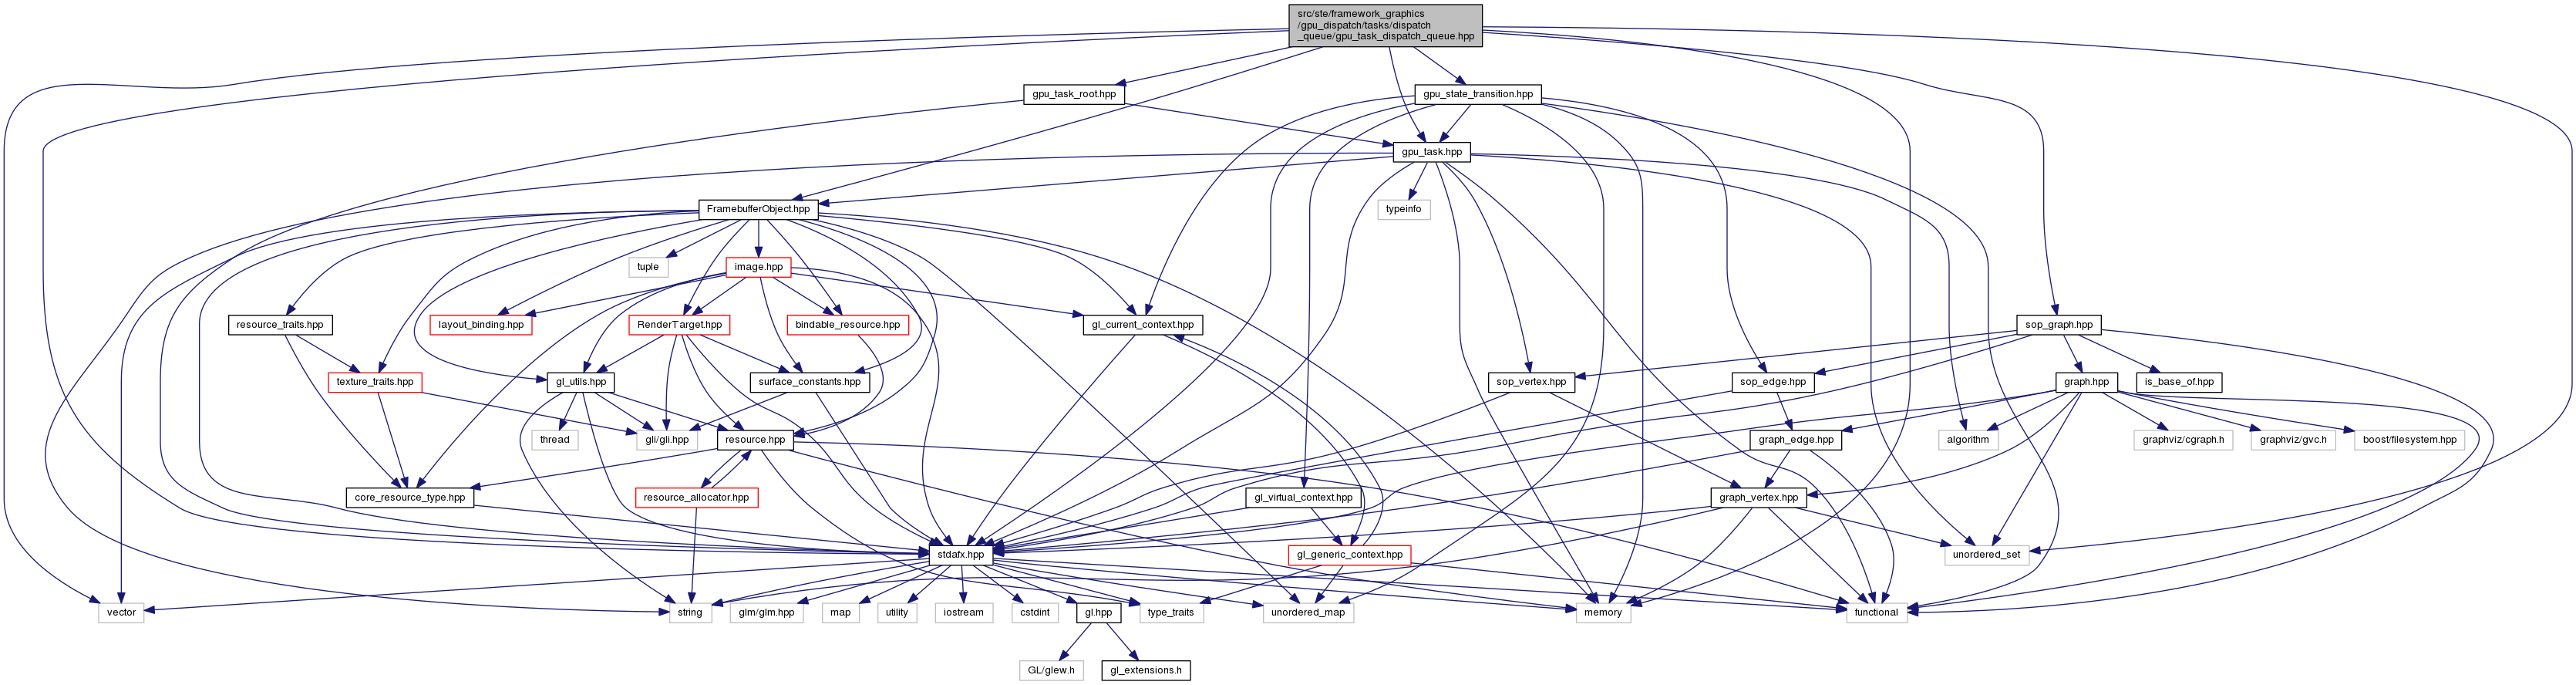 src/ste/framework_graphics
/gpu_dispatch/tasks/dispatch
_queue/gpu_task_dispatch_queue.hpp
gpu_task_root.hpp
gpu_state_transition.hpp
gpu_task.hpp
FramebufferObject.hpp
typeinfo
tuple
image.hpp
resource_traits.hpp
layout_binding.hpp
RenderTarget.hpp
bindable_resource.hpp
gl_current_context.hpp
sop_graph.hpp
texture_traits.hpp
gl_utils.hpp
surface_constants.hpp
sop_vertex.hpp
sop_edge.hpp
graph.hpp
is_base_of.hpp
thread
gli/gli.hpp
resource.hpp
graph_edge.hpp
algorithm
graphviz/cgraph.h
graphviz/gvc.h
boost/filesystem.hpp
core_resource_type.hpp
resource_allocator.hpp
gl_virtual_context.hpp
graph_vertex.hpp
stdafx.hpp
gl_generic_context.hpp
unordered_set
vector
string
glm/glm.hpp
map
utility
iostream
cstdint
gl.hpp
type_traits
unordered_map
memory
functional
GL/glew.h
gl_extensions.h